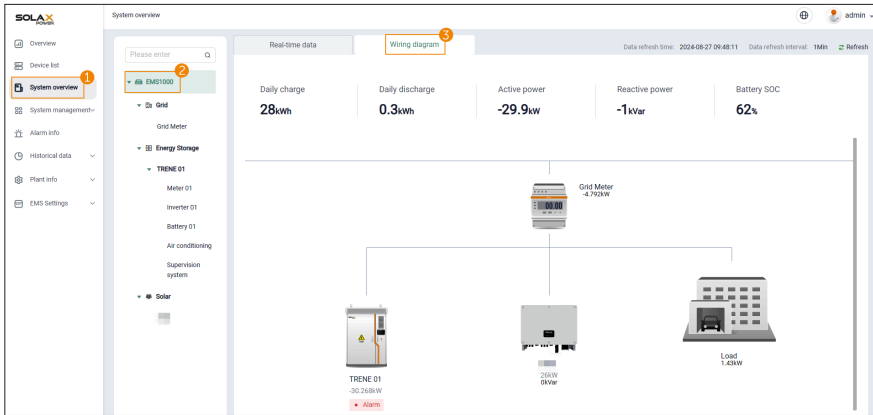 SOLAX
POWER
System overview
admin
Overview
Device list
System overview
1
System management
Alarm info
Historical data
Plant info
EMS Settings
Please enter
2
EMS1000
Grid
Grid Meter
Energy Storage
TRENE 01
Meter 01
Inverter 01
Battery 01
Air conditioning
Supervision
system
Solar
Real-time data
Wiring diagram
3
Data refresh time: 2024-08-27 09:48:11 Data refresh interval: 1Min Refresh
Daily charge
28kWh
Daily discharge
0.3kWh
Active power
-29.9kW
Reactive power
-1kVar
Battery SOC
62%
Grid Meter
-4.792kW
00.00
TRENE 01
-30.268kW
Alarm
26kW
0kVar
Load
1.43kW